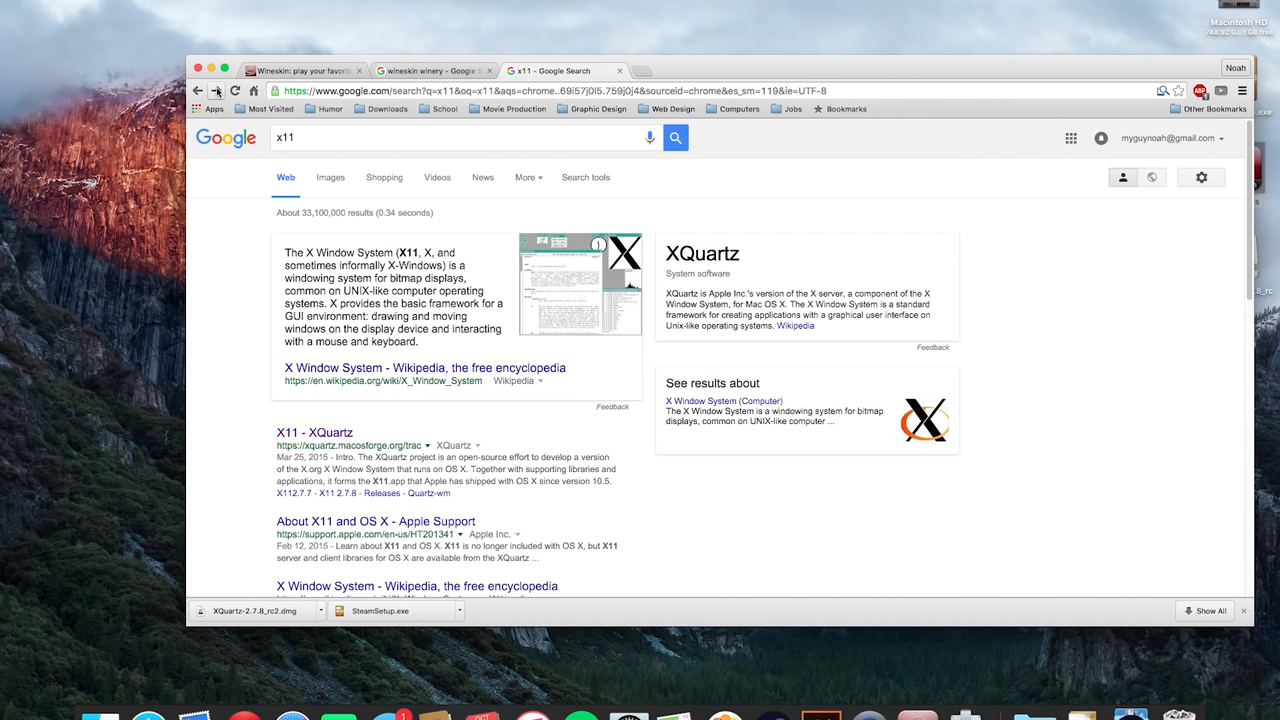 Macintosh HD
748.92 G...1 GB free
Wineskin: play your favorit
wineskin winery - Google S
x11 - Google Search
Noah
https://www.google.com/search?q=x11&oq=x11&aqs=chrome..69i57j0l5.759j0j4&sourceid=chrome&es_sm=119&ie=UTF-8
Apps
Most Visited
Humor
Downloads
School
Movie Production
Graphic Design
Web Design
Computers
Jobs
Bookmarks
Other Bookmarks
.exe
Google
x11
myguynoah@gmail.com
Web
Images
Shopping
Videos
News
More
Search tools
About 33,100,000 results (0.34 seconds)
The X Window System (X11, X, and
sometimes informally X-Windows) is a
windowing system for bitmap displays,
common on UNIX-like computer operating
systems. X provides the basic framework for a
GUI environment: drawing and moving
windows on the display device and interacting
with a mouse and keyboard.
X Window System - Wikipedia, the free encyclopedia
https://en.wikipedia.org/wiki/X_Window_System Wikipedia
Feedback
XQuartz
System software
XQuartz is Apple Inc.'s version of the X server, a component of the X
Window System, for Mac OS X. The X Window System is a standard
framework for creating applications with a graphical user interface on
Unix-like operating systems. Wikipedia
Feedback
See results about
X Window System (Computer)
The X Window System is a windowing system for bitmap
displays, common on UNIX-like computer ...
X11 - XQuartz
https://xquartz.macosforge.org/trac XQuartz
Mar 25, 2015 - Intro. The XQuartz project is an open-source effort to develop a
version of the X.org X Window System that runs on OS X. Together with supporting libraries and
applications, it forms the X11.app that Apple has shipped with OS X since version 10.5.
X112.7.7 - X11 2.7.8 - Releases - Quartz-wm
About X11 and OS X - Apple Support
https://support.apple.com/en-us/HT201341 Apple Inc.
Feb 12, 2015 - Learn about X11 and OS X. X11 is no longer included with OS X, but X11
server and client libraries for OS X are available from the XQuartz ...
X Window System - Wikipedia, the free encyclopedia
.8_rc
XQuartz-2.7.8_rc2.dmg
SteamSetup.exe
Show All
1
OCT